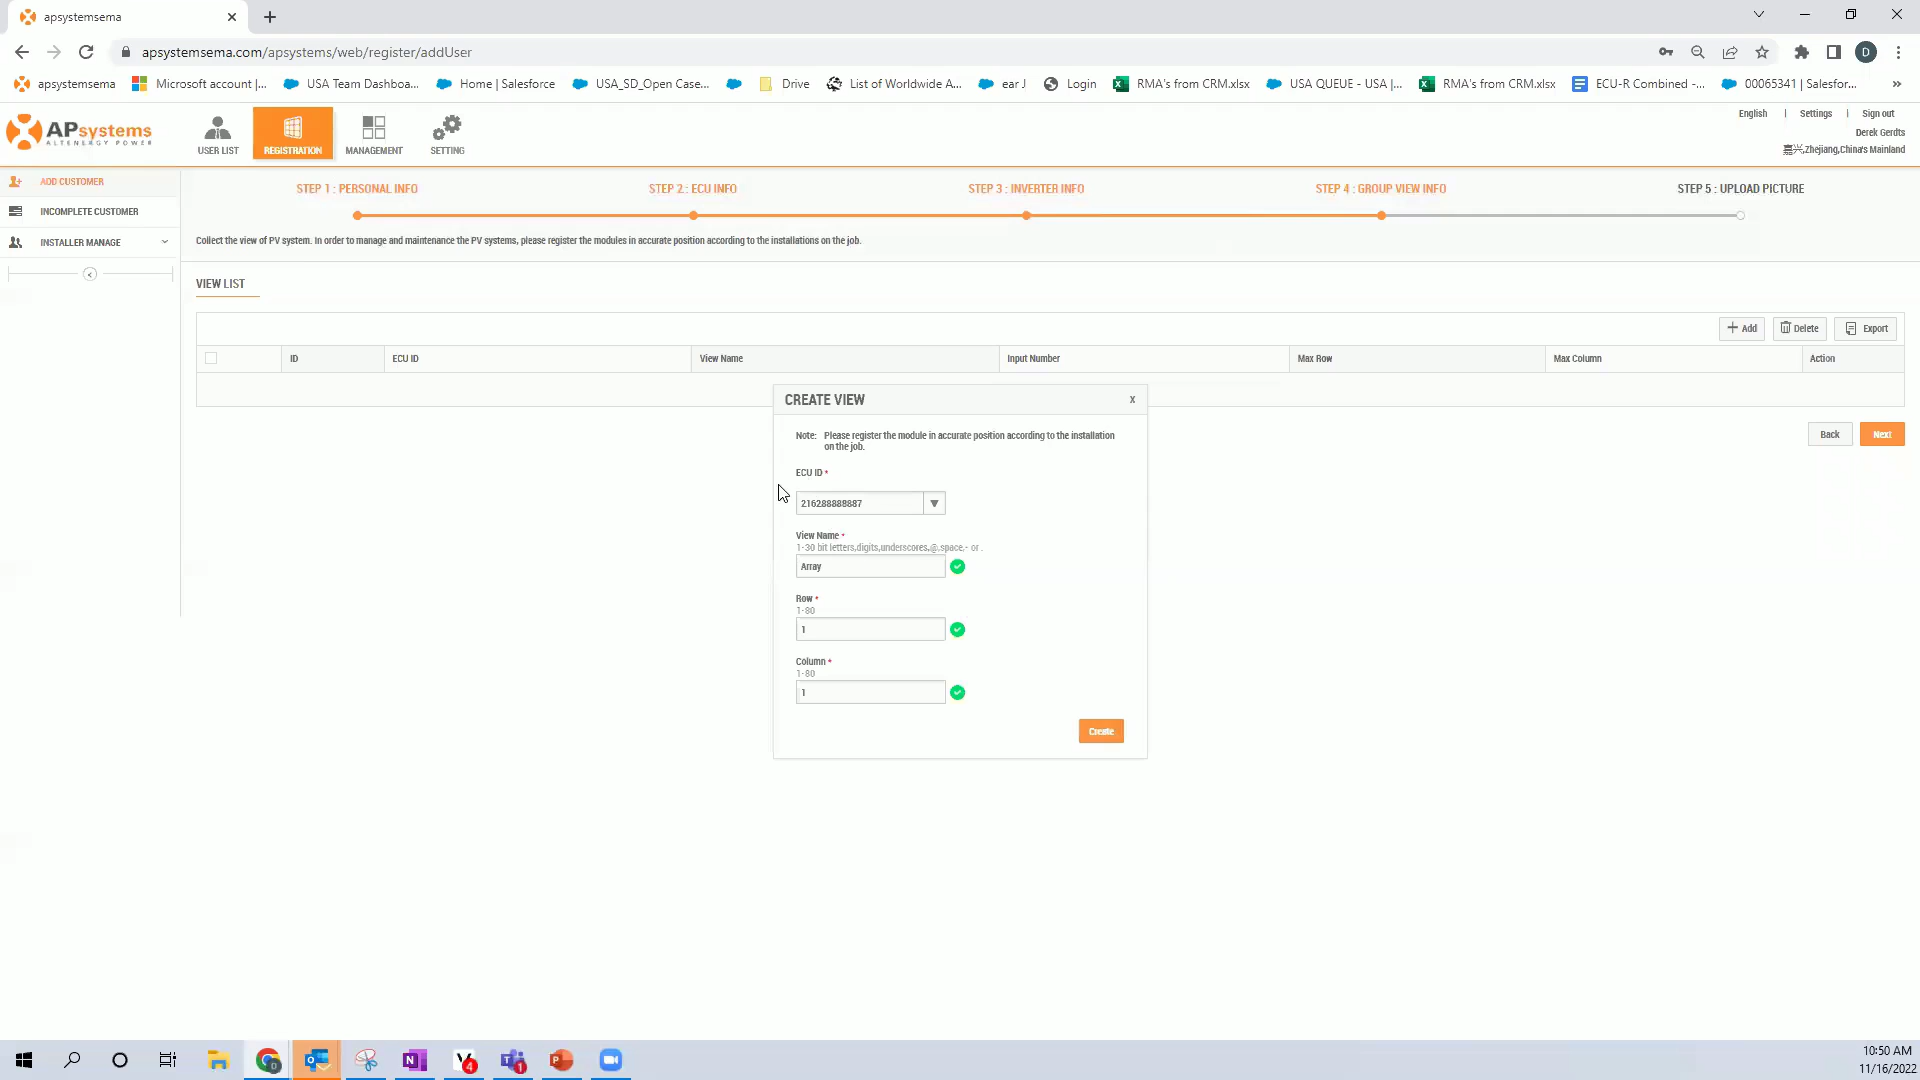 apsystemsema
apsystemsema.com/apsystems/web/register/addUser
D
apsystemsema
Microsoft account |...
USA Team Dashboa...
Home | Salesforce
USA_SD_Open Case...
Drive
List of Worldwide A...
ear J
Login
RMA's from CRM.xlsx
USA QUEUE - USA |...
RMA's from CRM.xlsx
ECU-R Combined -...
00065341 | Salesfor...
»
English | Settings | Sign out
Derek Gerdts
嘉兴,Zhejiang,China's Mainland
APsystems
ALTENERGY POWER
USER LIST
REGISTRATION
MANAGEMENT
SETTING
ADD CUSTOMER
INCOMPLETE CUSTOMER
INSTALLER MANAGE
STEP 1 : PERSONAL INFO
STEP 2 : ECU INFO
STEP 3 : INVERTER INFO
STEP 4 : GROUP VIEW INFO
STEP 5 : UPLOAD PICTURE
Collect the view of PV system. In order to manage and maintenance the PV systems, please register the modules in accurate position according to the installations on the job.
VIEW LIST
Add
Delete
Export
ID
ECU ID
View Name
Input Number
Max Row
Max Column
Action
Back
Next
CREATE VIEW
x
Note: Please register the module in accurate position according to the installation
on the job.
ECU ID *
216288888887
View Name *
1-30 bit letters,digits,underscores,@,space,- or .
Array
Row *
1-80
1
Column *
1-80
1
Create
4
1
10:50 AM
11/16/2022